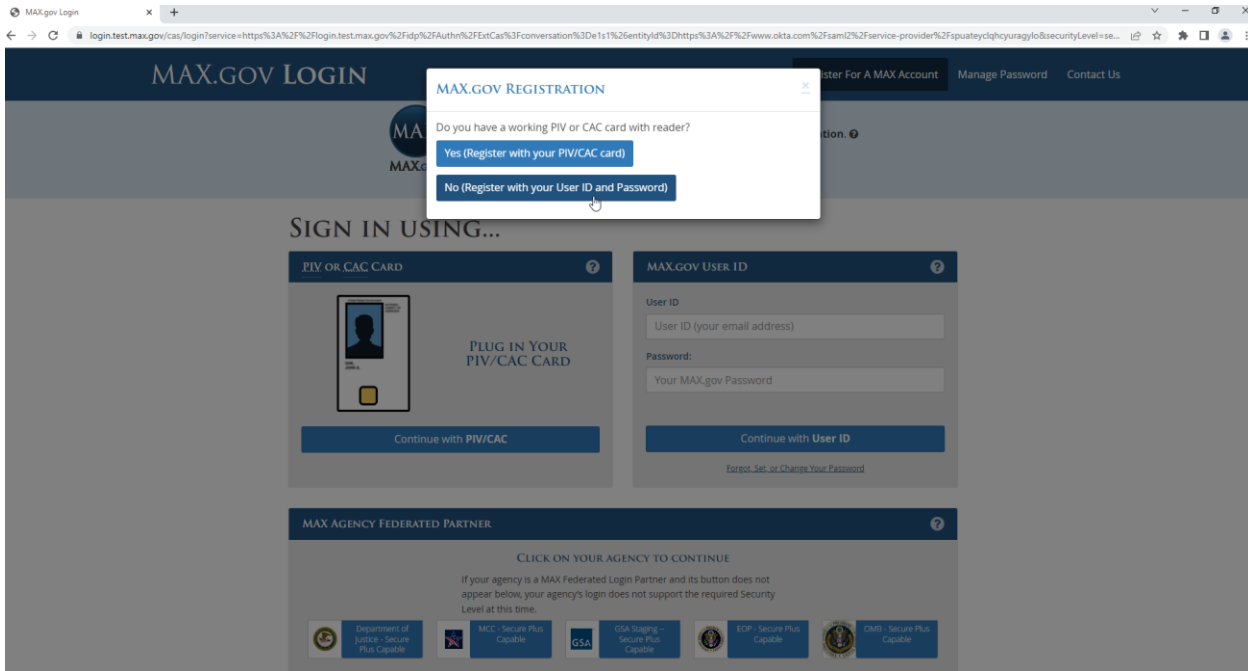 MAX.gov Login
login.test.max.gov/cas/login?service=https%3A%2F%2Flogin.test.max.gov%2Fidp%2FAuthn%2FExtCas%3Fconversation%3De1s1%26entityId%3Dhttps%3A%2F%2Fwww.okta.com%2Fsaml2%2Fservice-provider%2Fspuateyclqhcyuragylo&securityLevel=se...
MAX.GOV LOGIN
ister For A MAX Account
Manage Password
Contact Us
MAX.GOV REGISTRATION
Do you have a working PIV or CAC card with reader?
Yes (Register with your PIV/CAC card)
No (Register with your User ID and Password)
MA
MAX.
tion.
SIGN IN USING...
PIV OR CAC CARD
PLUG IN YOUR
PIV/CAC CARD
Continue with PIV/CAC
MAX.GOV USER ID
User ID
User ID (your email address)
Password:
Your MAX.gov Password
Continue with User ID
Forgot, Set, or Change Your Password
MAX AGENCY FEDERATED PARTNER
CLICK ON YOUR AGENCY TO CONTINUE
If your agency is a MAX Federated Login Partner and its button does not
appear below, your agency's login does not support the required Security
Level at this time.
Department of
Justice - Secure
Plus Capable
MCC - Secure Plus
Capable
GSA
GSA Staging –
Secure Plus
Capable
EOP - Secure Plus
Capable
OMB - Secure Plus
Capable